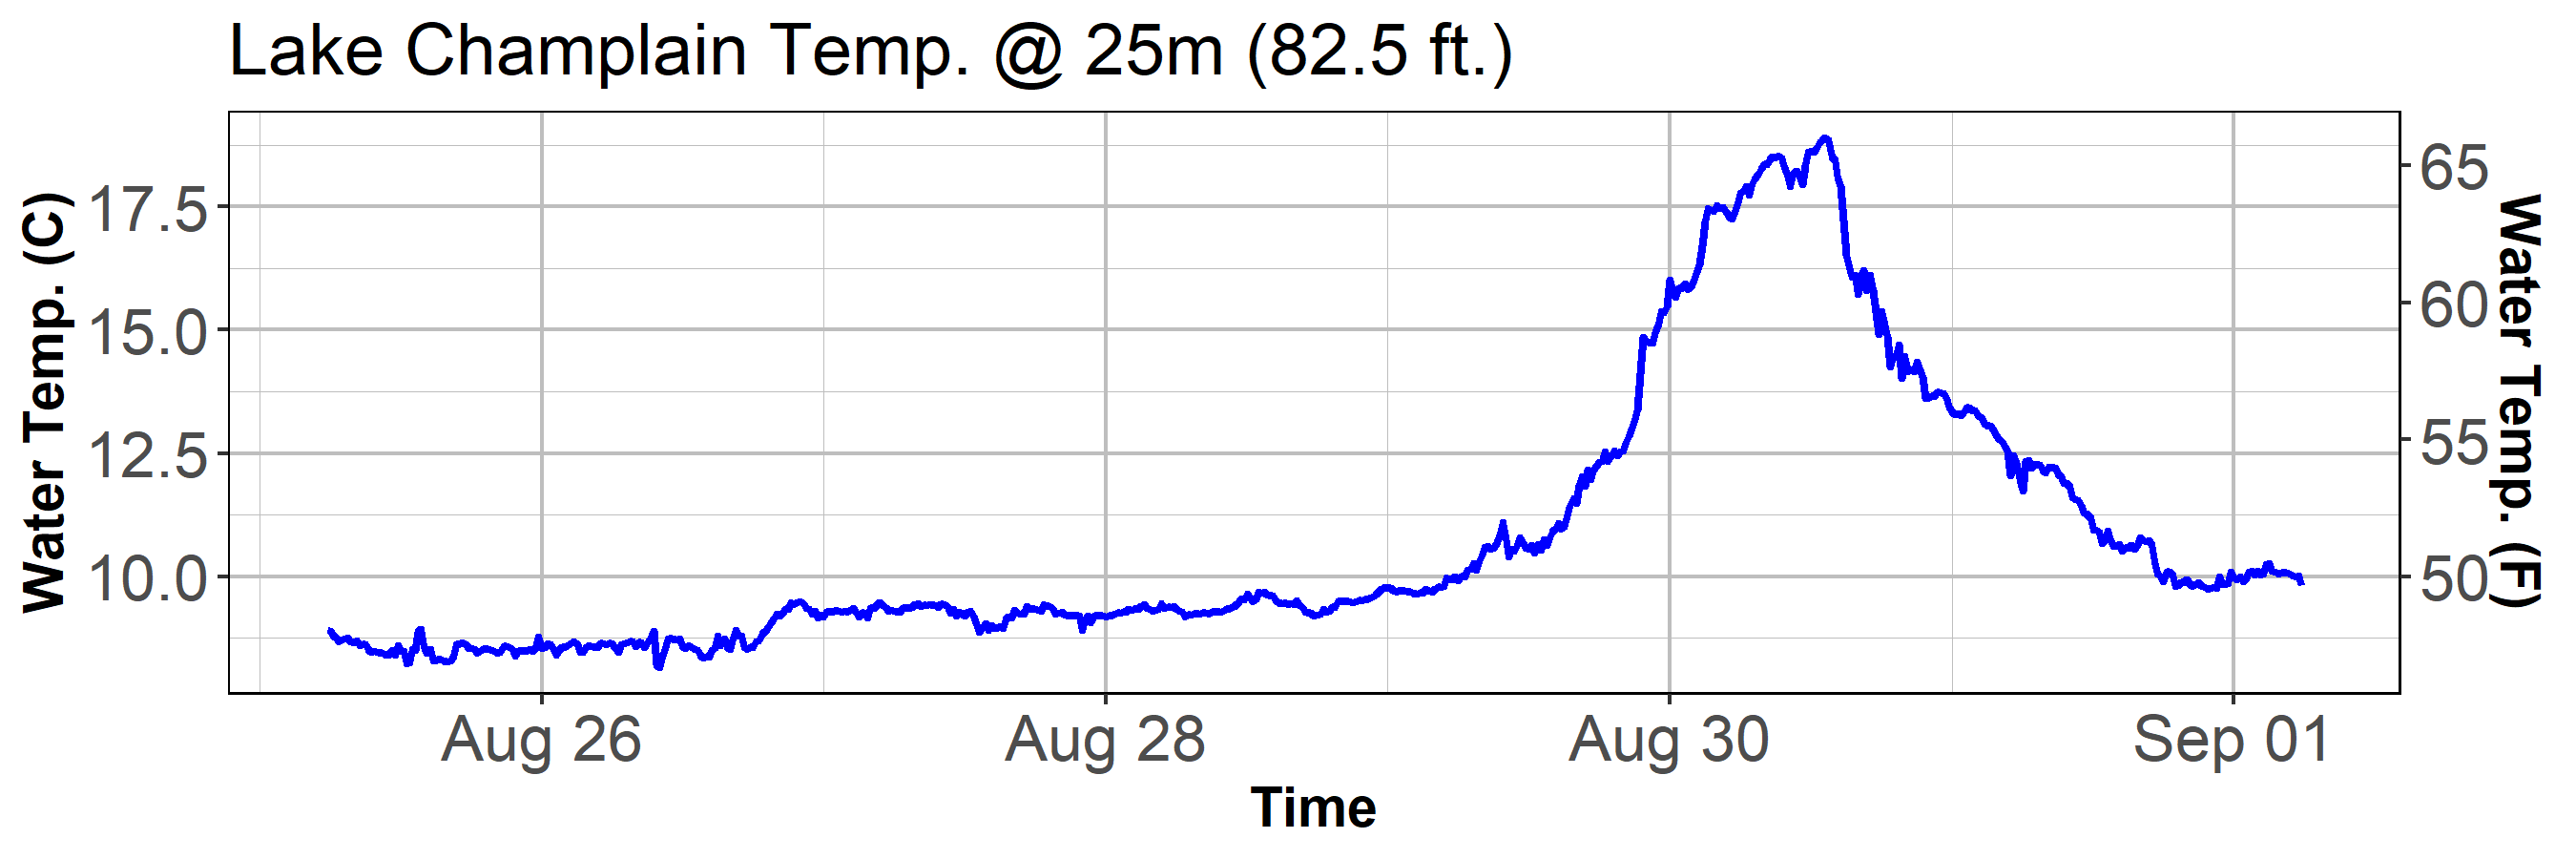 Lake Champlain Temp. @ 25m (82.5 ft.)
Water Temp. (C)
17.5
15.0
12.5
10.0
65
60
55
50
Water Temp. (F)
Aug 26
Aug 28
Aug 30
Sep 01
Time